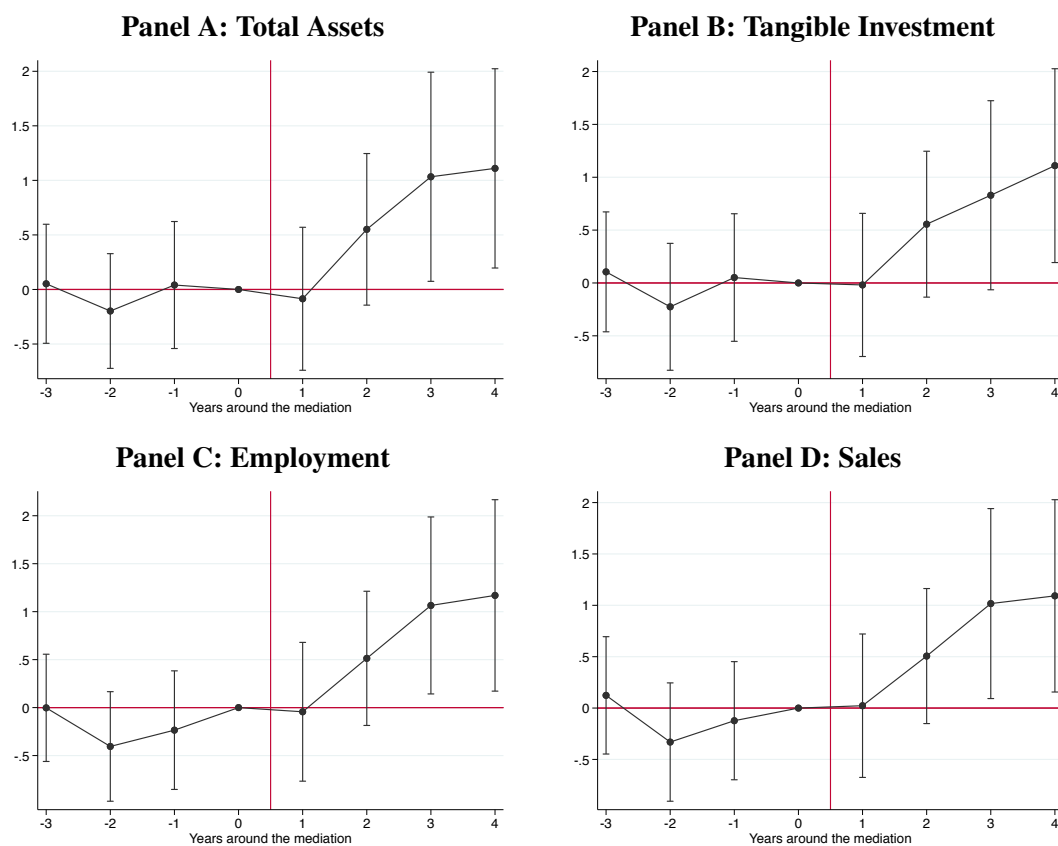 Panel A: Total Assets
2
1.5
1
.5
0
-.5
-3 -2 -1 0 1 2 3 4
Years around the mediation
Panel B: Tangible Investment
2
1.5
1
.5
0
-.5
-3 -2 -1 0 1 2 3 4
Years around the mediation
Panel C: Employment
2
1.5
1
.5
0
-.5
-3 -2 -1 0 1 2 3 4
Years around the mediation
Panel D: Sales
2
1.5
1
.5
0
-.5
-3 -2 -1 0 1 2 3 4
Years around the mediation